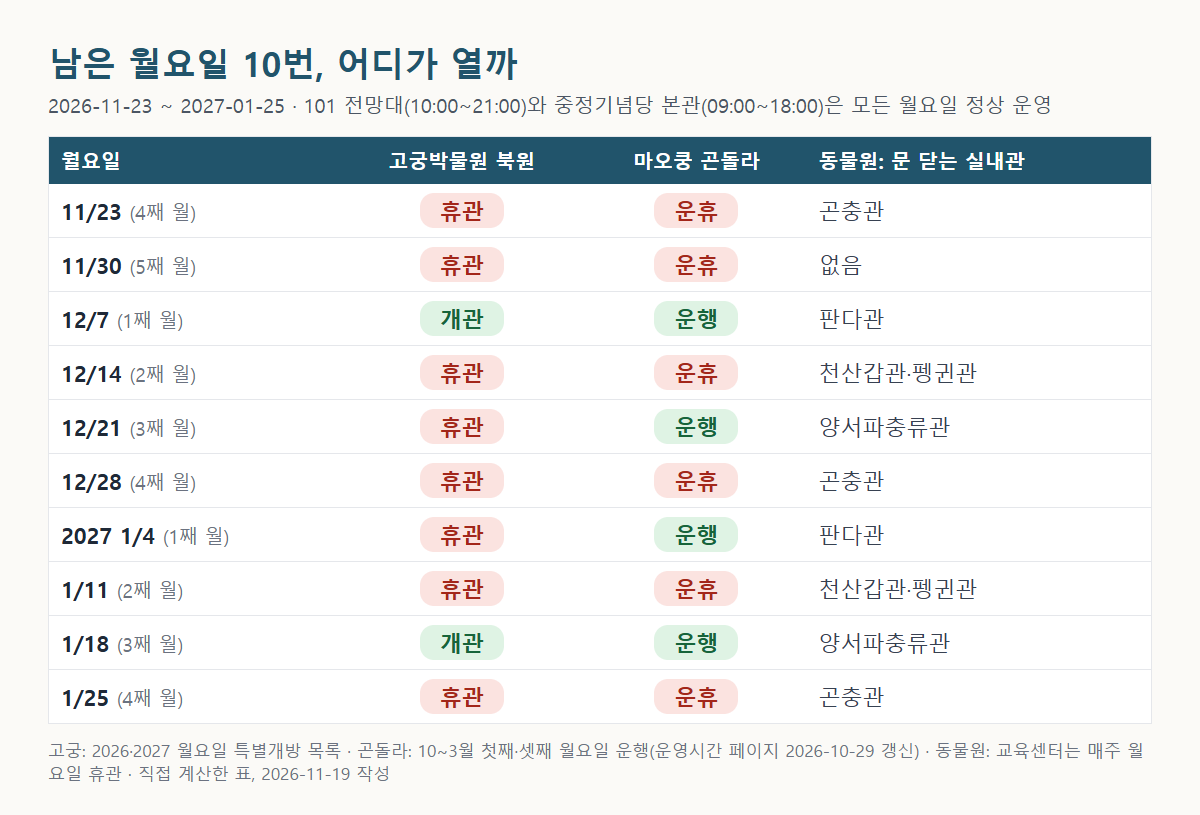 남은 월요일 10번, 어디가 열까
2026-11-23 ~ 2027-01-25 · 101 전망대(10:00~21:00)와 중정기념당 본관(09:00~18:00)은 모든 월요일 정상 운영
월요일 고궁박물원 북원 마오쿵 곤돌라 동물원: 문 닫는 실내관
11/23 (4째 월) 휴관 운휴 곤충관
11/30 (5째 월) 휴관 운휴 없음
12/7 (1째 월) 개관 운행 판다관
12/14 (2째 월) 휴관 운휴 천산갑관·펭귄관
12/21 (3째 월) 휴관 운행 양서파충류관
12/28 (4째 월) 휴관 운휴 곤충관
2027 1/4 (1째 월) 휴관 운행 판다관
1/11 (2째 월) 휴관 운휴 천산갑관·펭귄관
1/18 (3째 월) 개관 운행 양서파충류관
1/25 (4째 월) 휴관 운휴 곤충관
고궁: 2026·2027 월요일 특별개방 목록 · 곤돌라: 10~3월 첫째·셋째 월요일 운행(운영시간 페이지 2026-10-29 갱신) · 동물원: 교육센터는 매주 월
요일 휴관 · 직접 계산한 표, 2026-11-19 작성